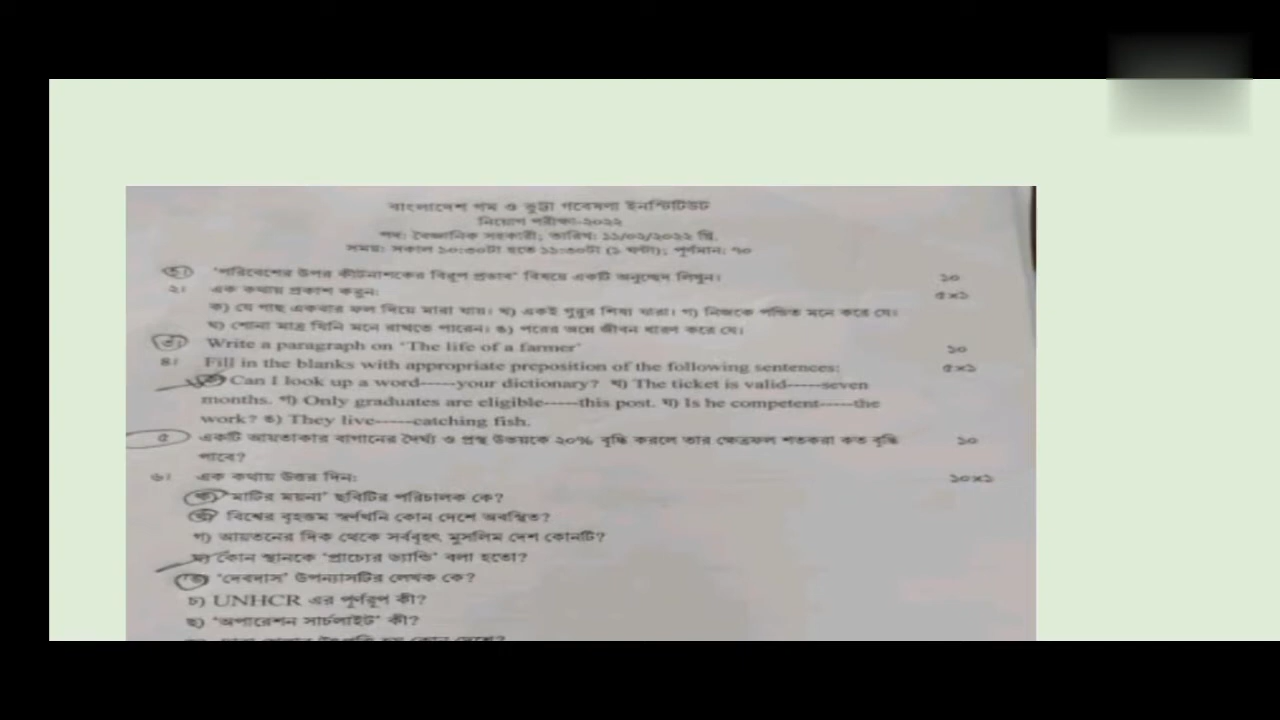 বাংলাদেশ গম ও ভুট্টা গবেষণা ইনস্টিটিউট
নিয়োগ পরীক্ষা-২০২২
পদ: বৈজ্ঞানিক সহকারী; তারিখ: ১১/০২/২০২২ খ্রি.
সময়: সকাল ১০:৩০টা হতে ১১:৩০টা (১ ঘণ্টা); পূর্ণমান: ৭০
১। 'পরিবেশের উপর কীটনাশকের বিরূপ প্রভাব' বিষয়ে একটি অনুচ্ছেদ লিখুন। ১০
২। এক কথায় প্রকাশ করুন: ৫×১
ক) যে গাছ একবার ফল দিয়ে মারা যায়। খ) একই গুরুর শিষ্য যারা। গ) নিজকে পণ্ডিত মনে করে যে।
ঘ) শোনা মাত্র যিনি মনে রাখতে পারেন। ঙ) পরের অন্নে জীবন ধারণ করে যে।
৩। Write a paragraph on 'The life of a farmer' ১০
৪। Fill in the blanks with appropriate preposition of the following sentences: ৫×১
ক) Can I look up a word-----your dictionary? খ) The ticket is valid-----seven
months. গ) Only graduates are eligible-----this post. ঘ) Is he competent-----the
work? ঙ) They live-----catching fish.
৫ একটি আয়তাকার বাগানের দৈর্ঘ্য ও প্রস্থ উভয়কে ২০% বৃদ্ধি করলে তার ক্ষেত্রফল শতকরা কত বৃদ্ধি ১০
পাবে?
৬। এক কথায় উত্তর দিন: ১০×১
ক) 'মাটির ময়না' ছবিটির পরিচালক কে?
খ) বিশ্বের বৃহত্তম স্বর্ণখনি কোন দেশে অবস্থিত?
গ) আয়তনের দিক থেকে সর্ববৃহৎ মুসলিম দেশ কোনটি?
ঘ) কোন স্থানকে 'প্রাচ্যের ড্যান্ডি' বলা হতো?
ঙ) 'দেবদাস' উপন্যাসটির লেখক কে?
চ) UNHCR এর পূর্ণরূপ কী?
ছ) 'অপারেশন সার্চলাইট' কী?